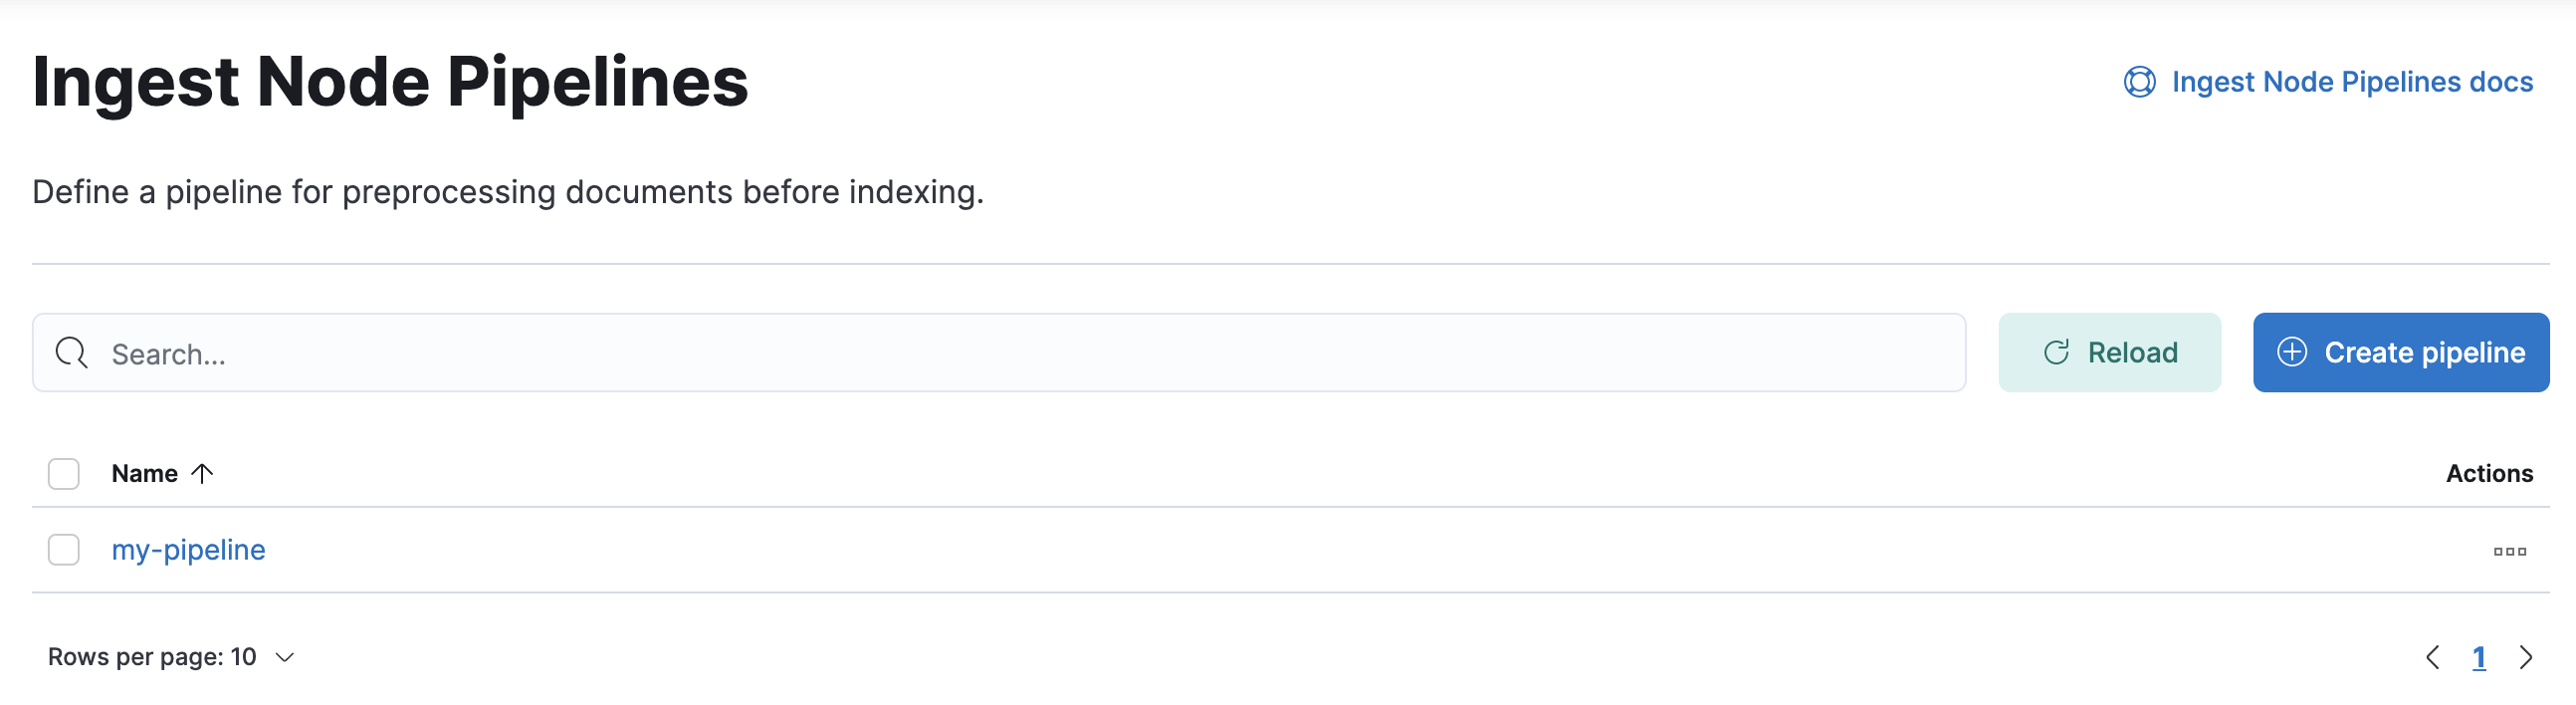 Ingest Node Pipelines
Ingest Node Pipelines docs
Define a pipeline for preprocessing documents before indexing.
Search...
Reload
Create pipeline
Name
Actions
my-pipeline
Rows per page: 10
1